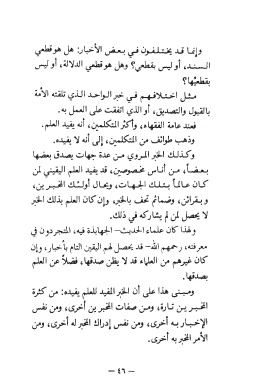 وإنما قد يختلفون في بعض الأخبار: هل هو قطعي
السند، أو ليس بقطعي؟ وهل هو قطعي الدلالة، أو ليس
بقطعيها؟
مثل اختلافهم في خبر الواحد الذي تلقته الأمة
بالقبول والتصديق، أو الذي اتفقت على العمل به.
فعند عامة الفقهاء، وأكثر المتكلمين، أنه يفيد العلم.
وذهب طوائف من المتكلمين، إلى أنه لا يفيده.
وكذلك الخبر المروي من عدة جهات يصدق بعضها
بعضاً، من أناس مخصوصين، قد يفيد العلم اليقيني لمن
كان عالماً بتلك الجهات، وبحال أولئك المخبرين،
وبقرائن، وضمائم تحف بالخبر، وإن كان العلم بذلك الخبر
لا يحصل لمن لم يشاركه في ذلك.
ولهذا كان علماء الحديث– الجهابذة فيه، المتبحرون في
معرفته، رحمهم الله– قد يحصل لهم اليقين التام بأخبار، وإن
كان غيرهم من العلماء قد لا يظن صدقها، فضلاً عن العلم
بصدقها.
ومبنى هذا على أن الخبر المفيد للعلم يفيده: من كثرة
المخبرين تارة، ومن صفات المخبرين أخرى، ومن نفس
الإخبار به أخرى، ومن نفس إدراك المخبر له أخرى، ومن
الأمر المخبر به أخرى.
– ٤٦ –